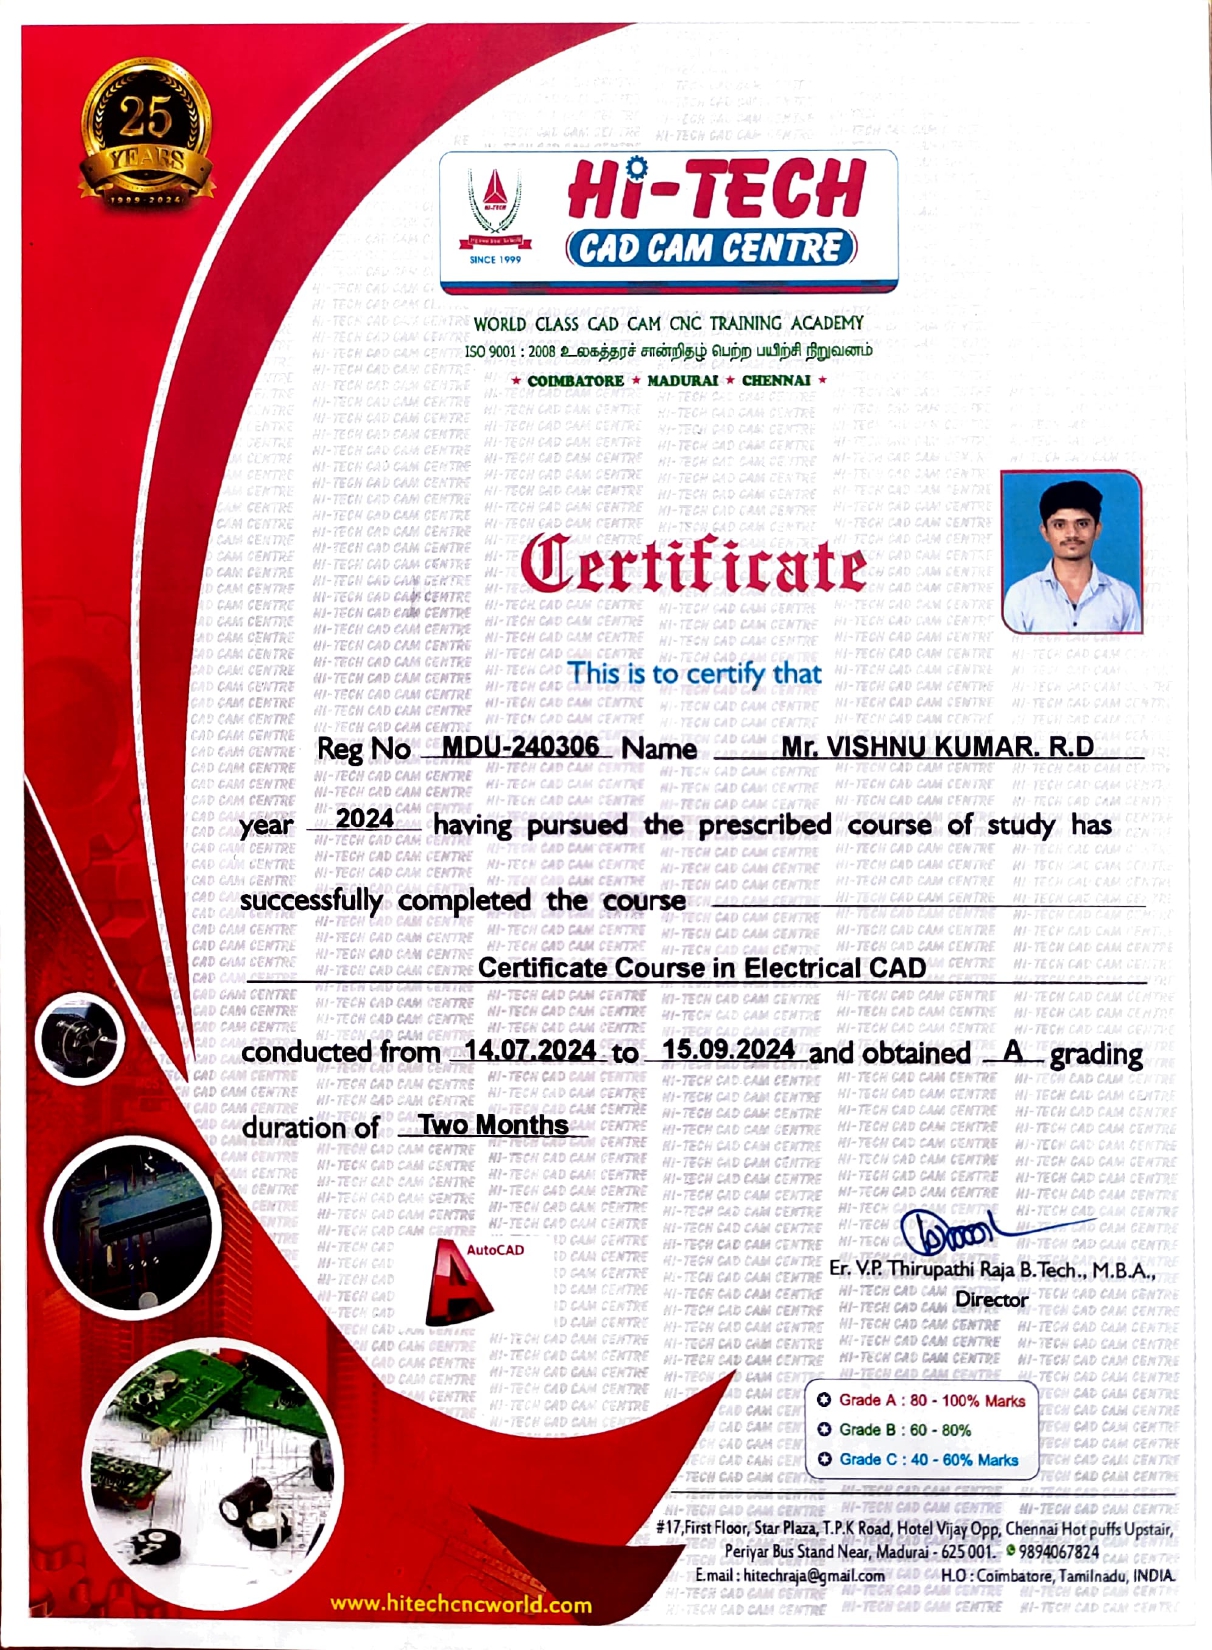 25
YEARS
1999-2024
Hi-TECH
HI-TECH
CAD CAM CENTRE
SINCE 1999
WORLD CLASS CAD CAM CNC TRAINING ACADEMY
ISO 9001 : 2008 உலகத்தரச் சான்றிதழ் பெற்ற பயிற்சி நிறுவனம்
★ COIMBATORE ★ MADURAI ★ CHENNAI ★
Certificate
This is to certify that
Reg No MDU-240306 Name Mr. VISHNU KUMAR. R.D
year 2024 having pursued the prescribed course of study has
successfully completed the course
Certificate Course in Electrical CAD
conducted from 14.07.2024 to 15.09.2024 and obtained A grading
duration of Two Months
AutoCAD
Er. V.P. Thirupathi Raja B.Tech., M.B.A.,
Director
Grade A : 80 - 100% Marks
Grade B : 60 - 80%
Grade C : 40 - 60% Marks
#17,First Floor, Star Plaza, T.P.K Road, Hotel Vijay Opp, Chennai Hot puffs Upstair,
Periyar Bus Stand Near, Madurai - 625 001. 9894067824
E.mail : hitechraja@gmail.com H.O : Coimbatore, Tamilnadu, INDIA.
www.hitechcncworld.com